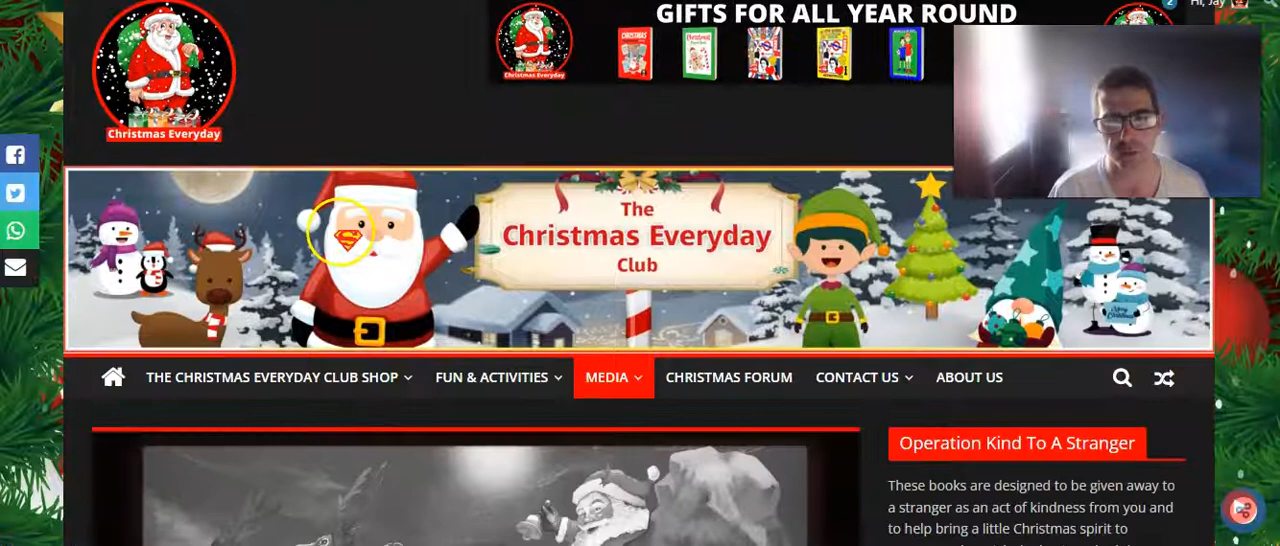 GIFTS FOR ALL YEAR ROUND
2
Hi, Jay
Christmas Everyday
Christmas Everyday
The
Christmas Everyday
Club
THE CHRISTMAS EVERYDAY CLUB SHOP
FUN & ACTIVITIES
MEDIA
CHRISTMAS FORUM
CONTACT US
ABOUT US
Operation Kind To A Stranger
These books are designed to be given away to
a stranger as an act of kindness from you and
to help bring a little Christmas spirit to